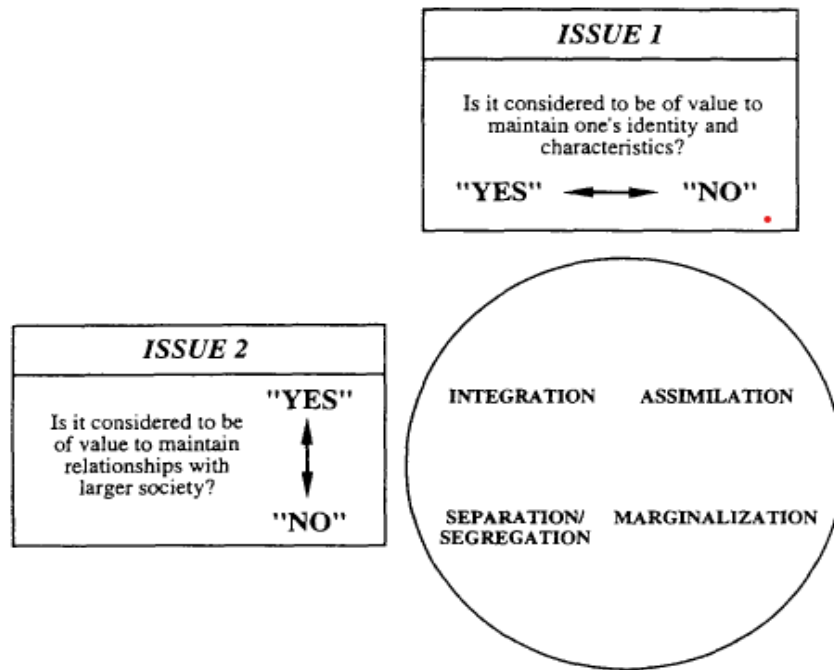 ISSUE 1
Is it considered to be of value to
maintain one's identity and
characteristics?
"YES" "NO"
ISSUE 2
Is it considered to be
of value to maintain
relationships with
larger society?
"YES"
"NO"
INTEGRATION ASSIMILATION
SEPARATION/ MARGINALIZATION
SEGREGATION